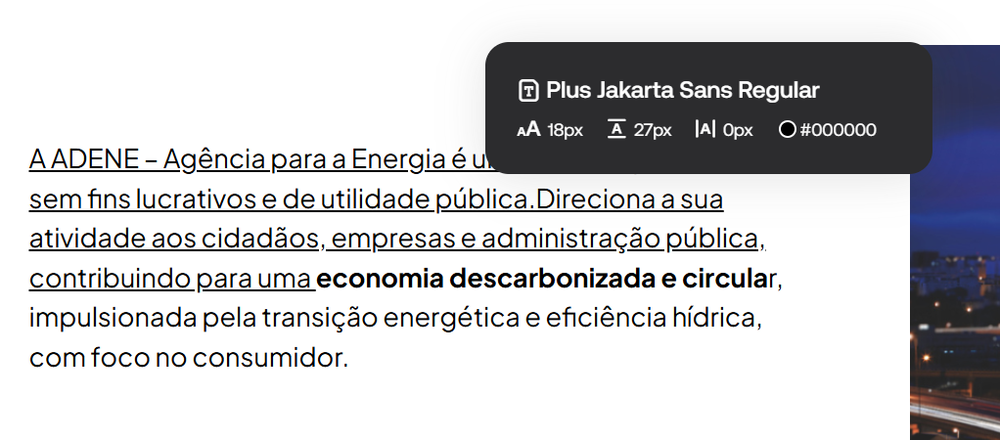 Plus Jakarta Sans Regular
AA 18px A 27px |A| 0px #000000
A ADENE – Agência para a Energia é
sem fins lucrativos e de utilidade pública.Direciona a sua
atividade aos cidadãos, empresas e administração pública,
contribuindo para uma economia descarbonizada e circular,
impulsionada pela transição energética e eficiência hídrica,
com foco no consumidor.